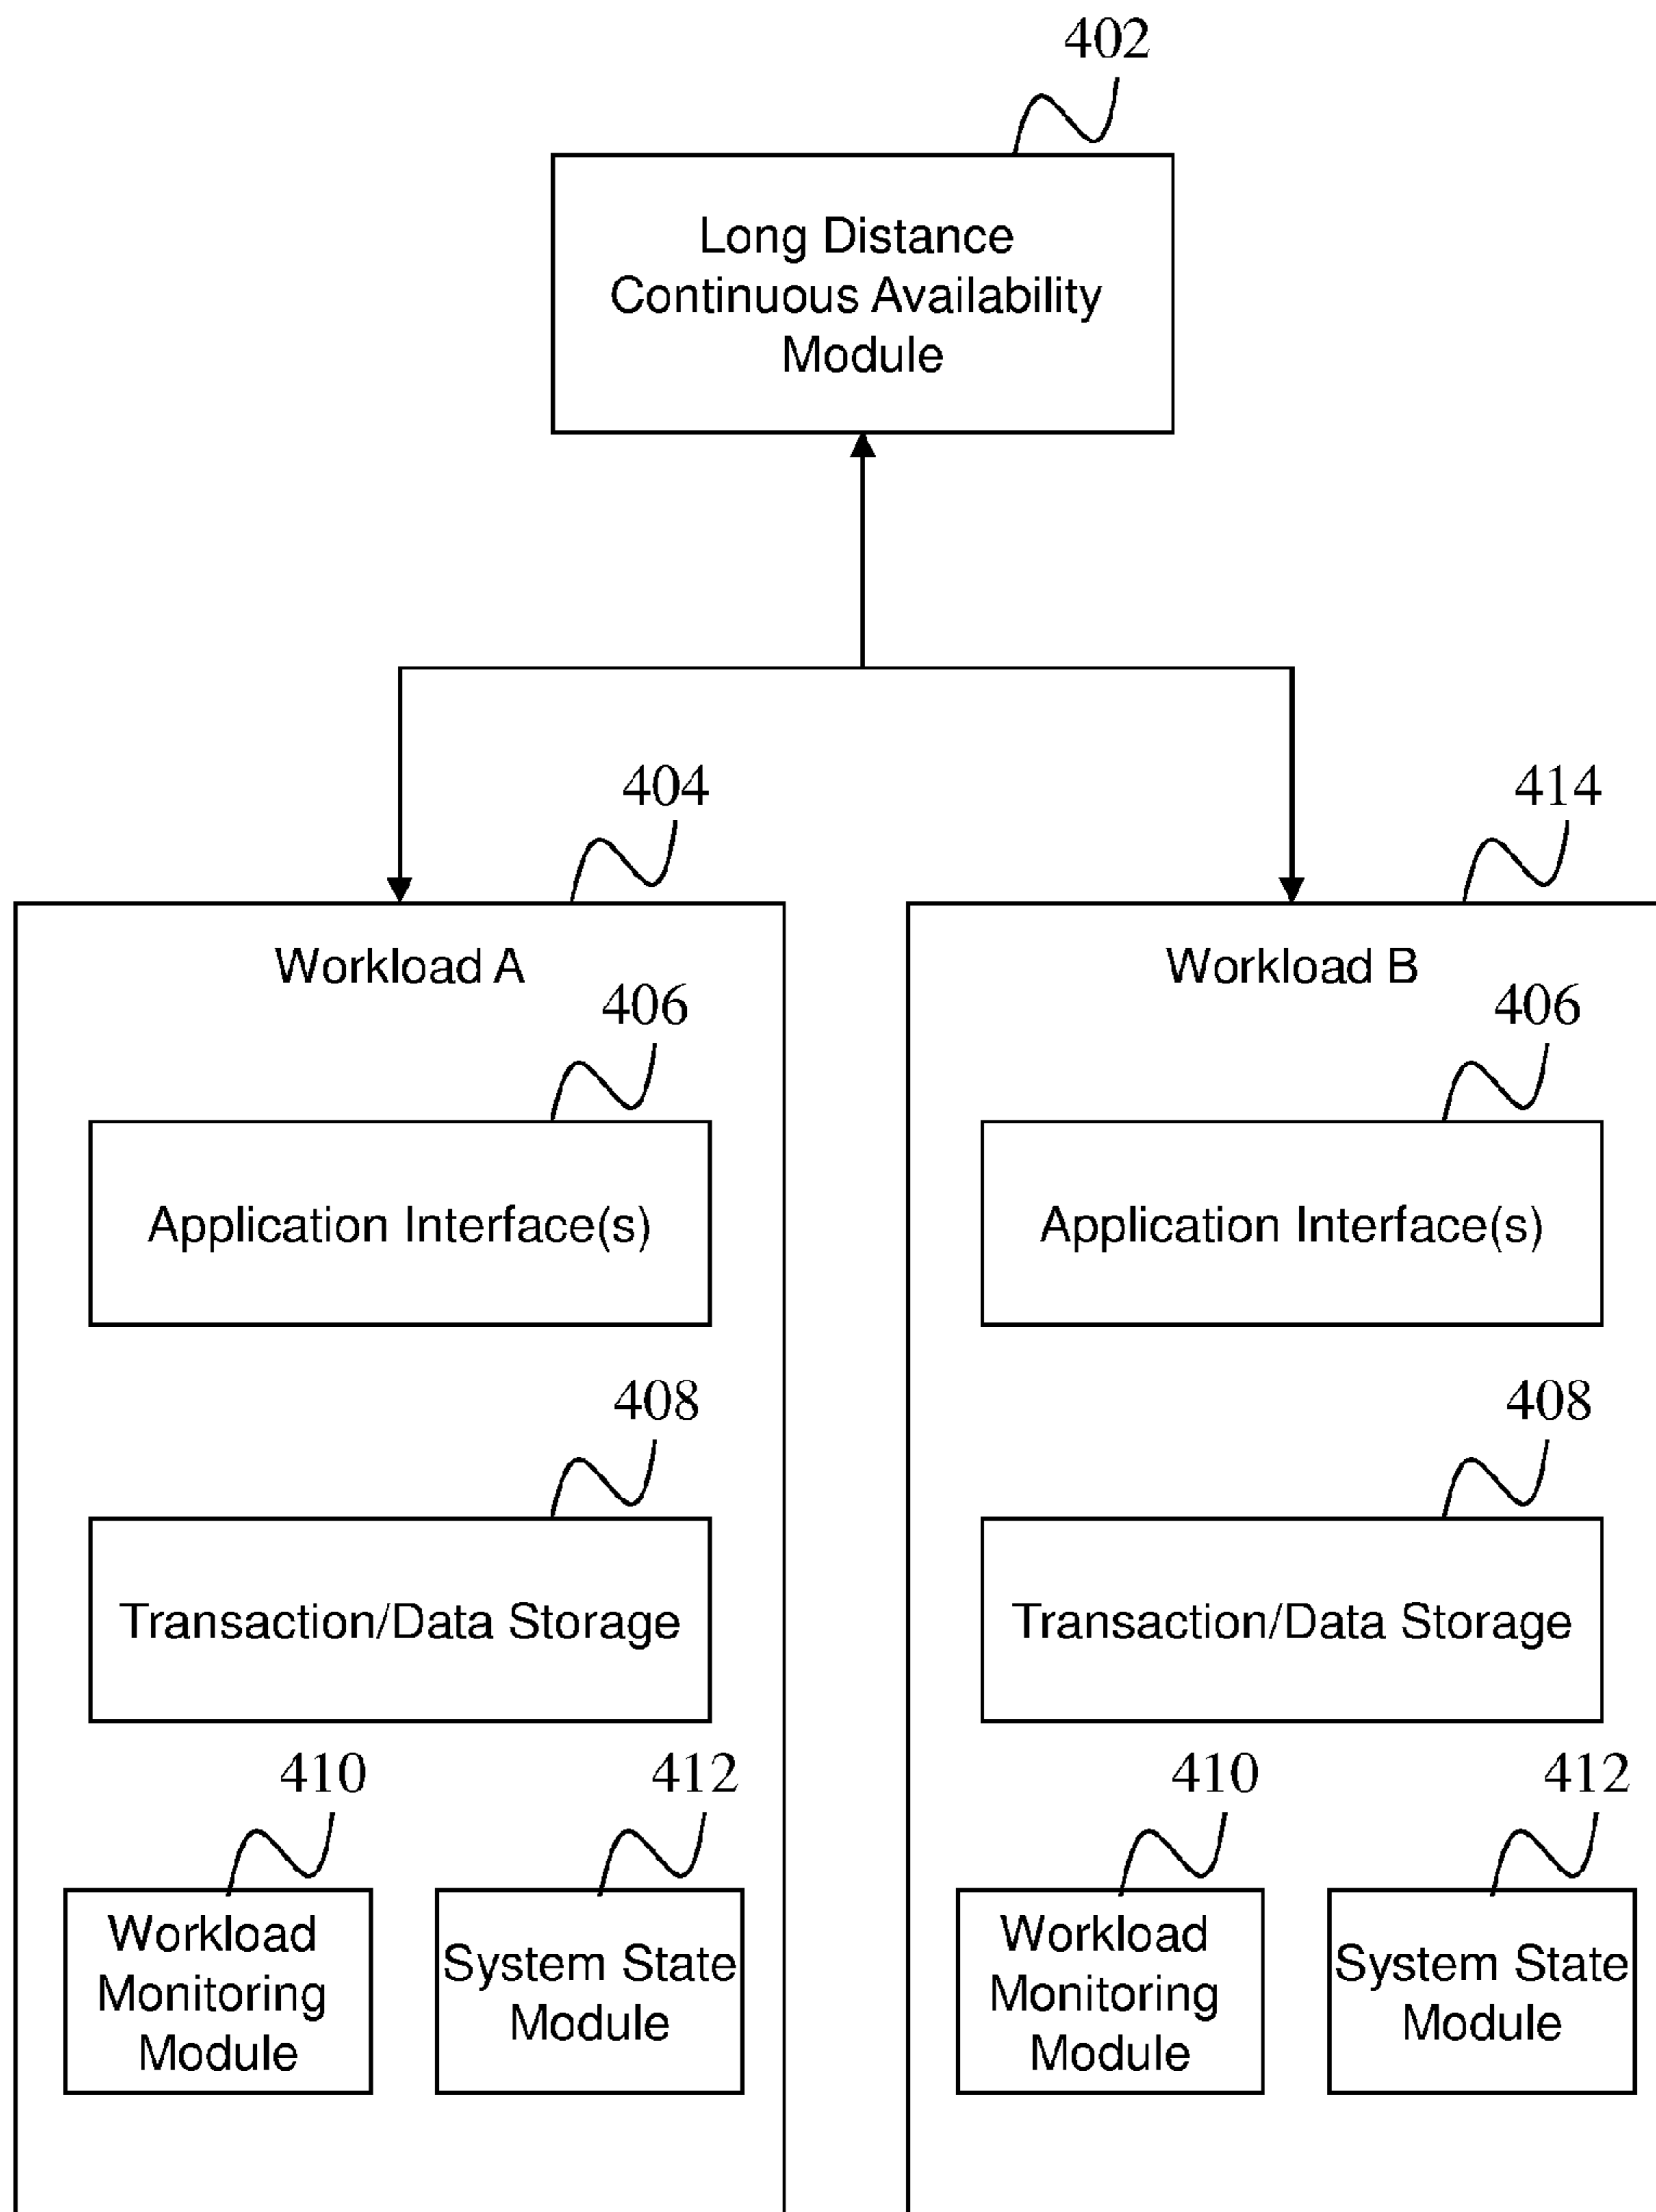 402
Long Distance
Continuous Availability
Module
404
414
Workload A
Workload B
406
406
Application Interface(s)
Application Interface(s)
408
408
Transaction/Data Storage
Transaction/Data Storage
410
412
410
412
Workload
Monitoring
Module
System State
Module
Workload
Monitoring
Module
System State
Module